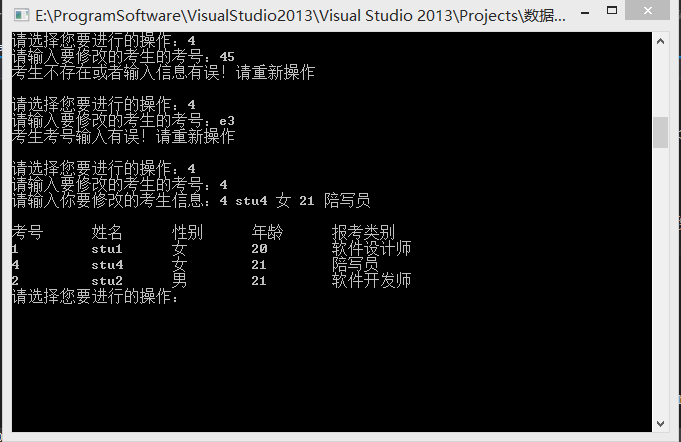 E:\ProgramSoftware\VisualStudio2013\Visual Studio 2013\Projects\数据...
请选择您要进行的操作：4
请输入要修改的考生的考号：45
考生不存在或者输入信息有误！请重新操作
请选择您要进行的操作：4
请输入要修改的考生的考号：e3
考生考号输入有误！请重新操作
请选择您要进行的操作：4
请输入要修改的考生的考号：4
请输入你要修改的考生信息：4 stu4 女 21 陪写员
考号 姓名 性别 年龄 报考类别
1 stu1 女 20 软件设计师
4 stu4 女 21 陪写员
2 stu2 男 21 软件开发师
请选择您要进行的操作：